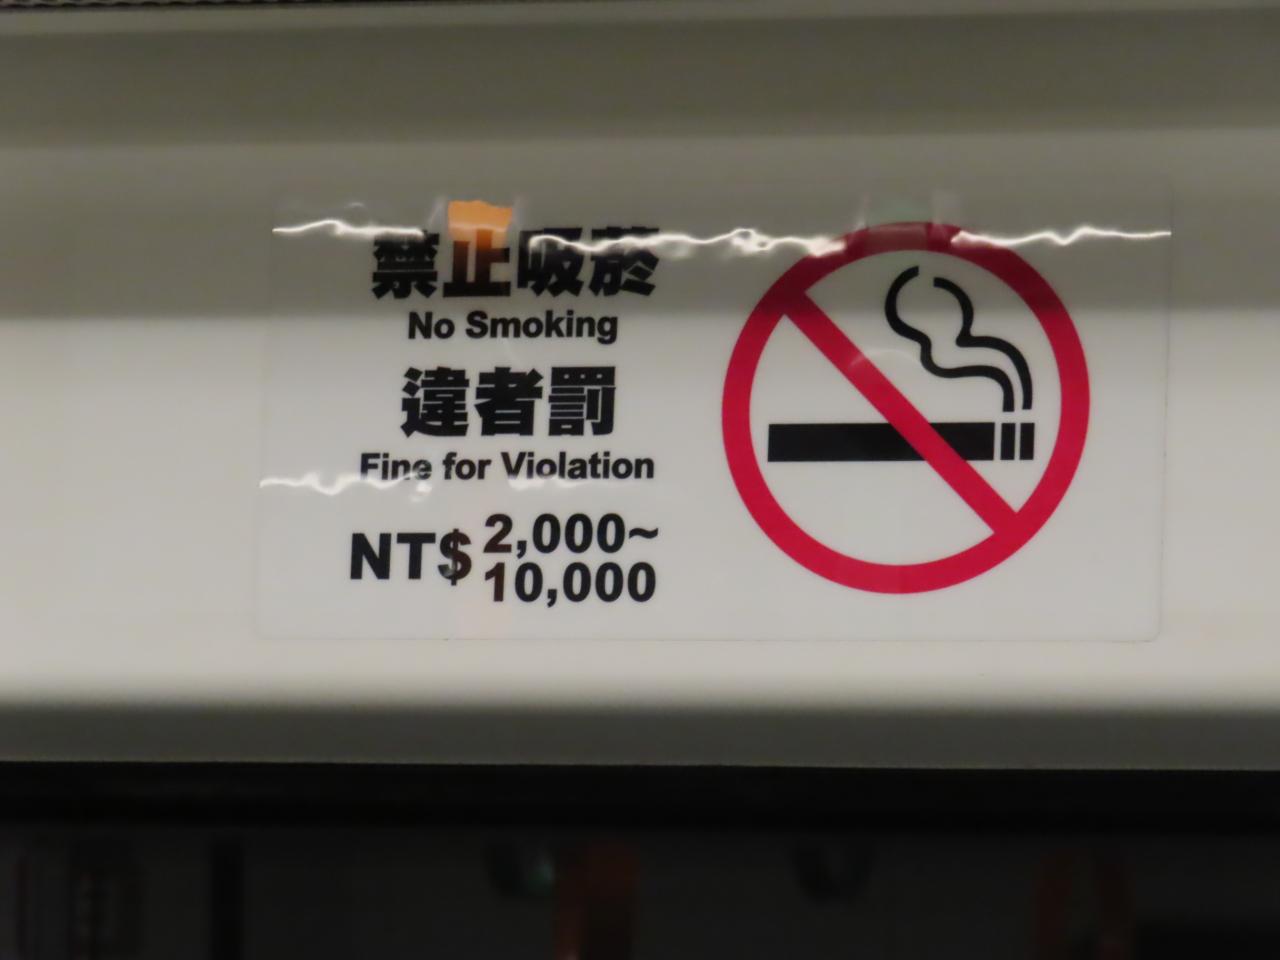 禁止吸菸
No Smoking
違者罰
Fine for Violation
NT$ 2,000~
10,000